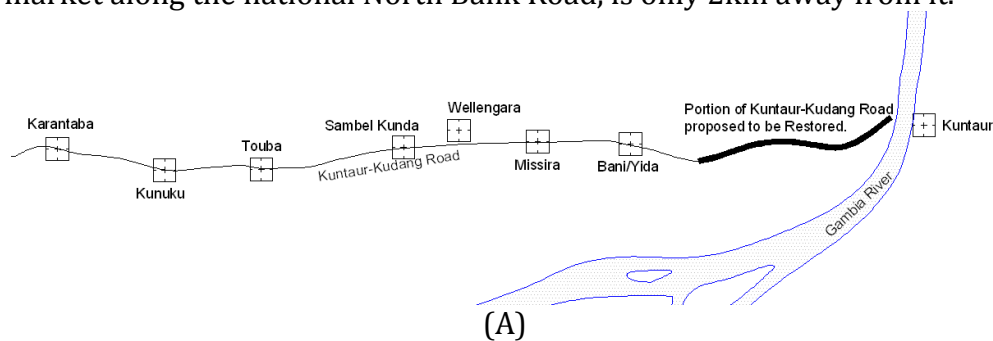 market along the national North Bank Road, is only 2km away from it.
Wellengara
Portion of Kuntaur-Kudang Road
proposed to be Restored.
Karantaba
Sambel Kunda
Kuntaur
Touba
Kuntaur-Kudang Road
Missira
Bani/Yida
Kunuku
Gambia River
(A)